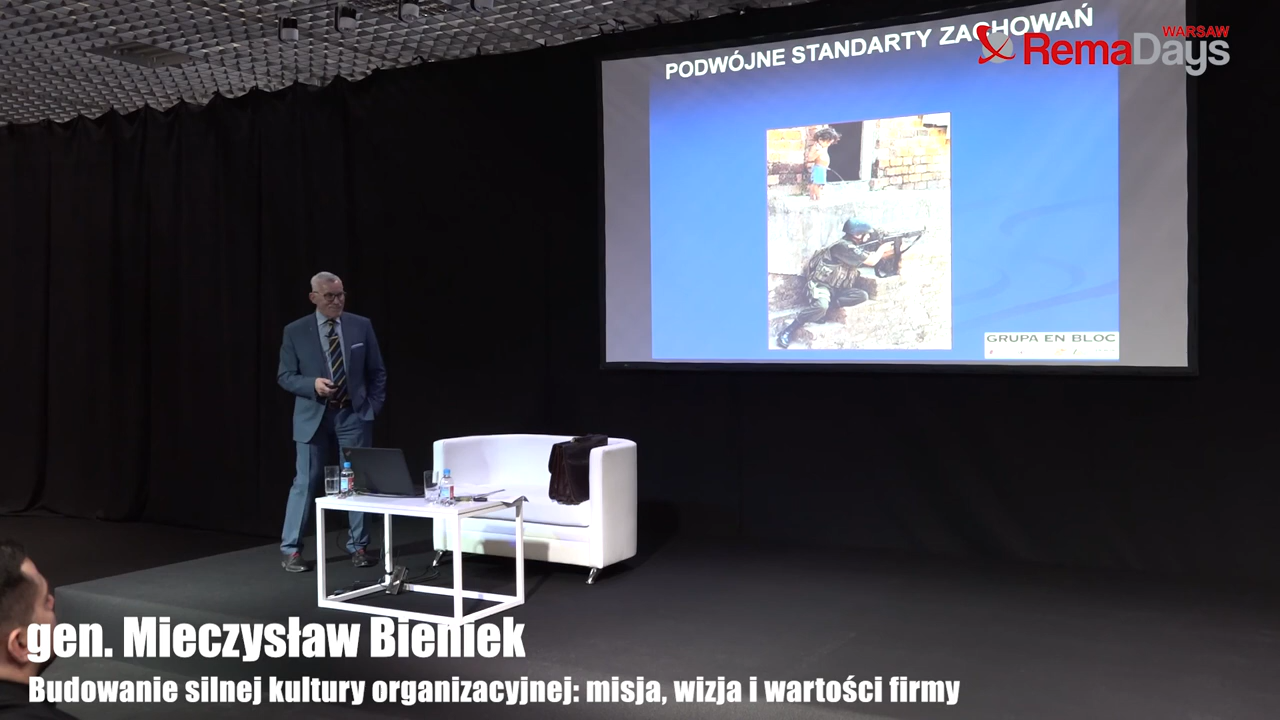 PODWÓJNE STANDARTY ZACHOWAŃ
WARSAW
RemaDays
GRUPA EN BLOC
gen. Mieczysław Bieniek
Budowanie silnej kultury organizacyjnej: misja, wizja i wartości firmy